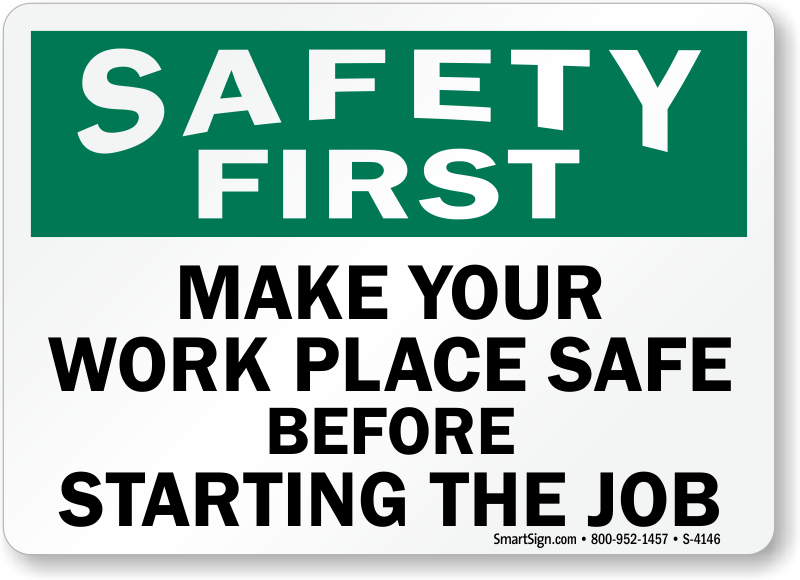 SAFETY
FIRST
MAKE YOUR
WORK PLACE SAFE
BEFORE
STARTING THE JOB
SmartSign.com • 800-952-1457 • S-4146